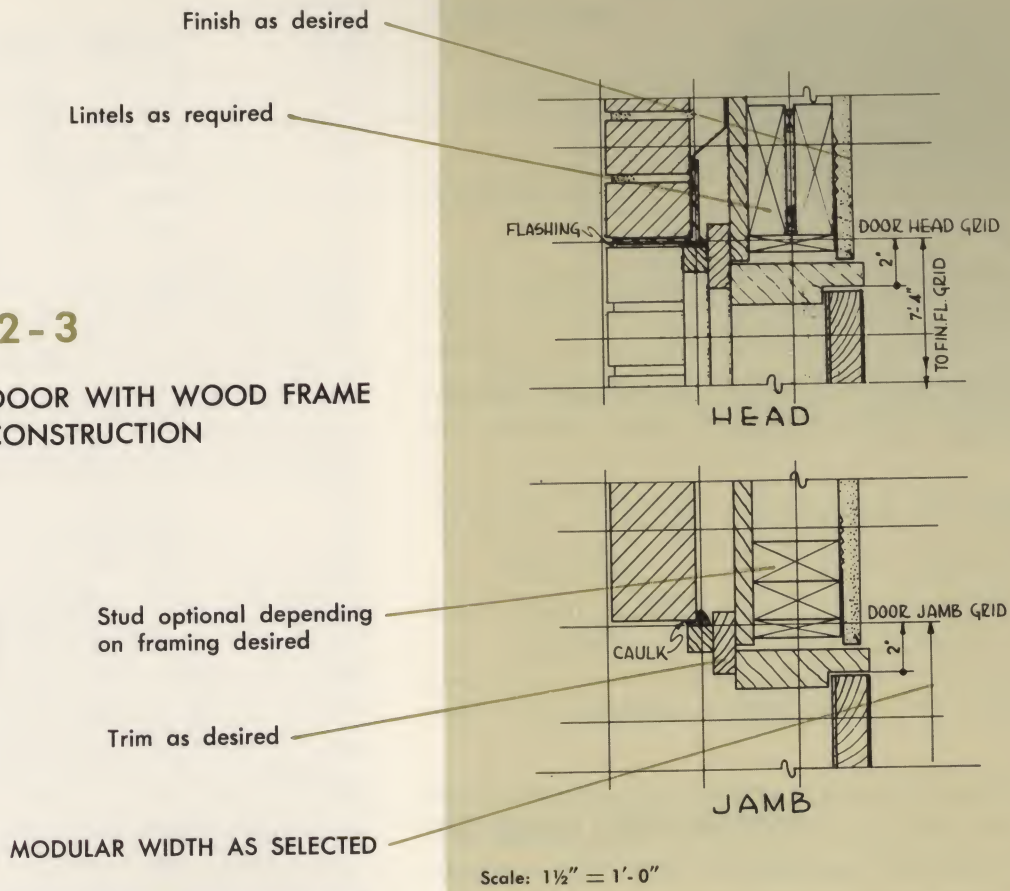 Finish as desired
Lintels as required
FLASHING
DOOR HEAD GRID
2"
7'-4"
TO FIN. FL. GRID
HEAD
2-3
DOOR WITH WOOD FRAME
CONSTRUCTION
Stud optional depending
on framing desired
CAULK
DOOR JAMB GRID
2"
Trim as desired
JAMB
MODULAR WIDTH AS SELECTED
Scale: 1½" = 1'-0"